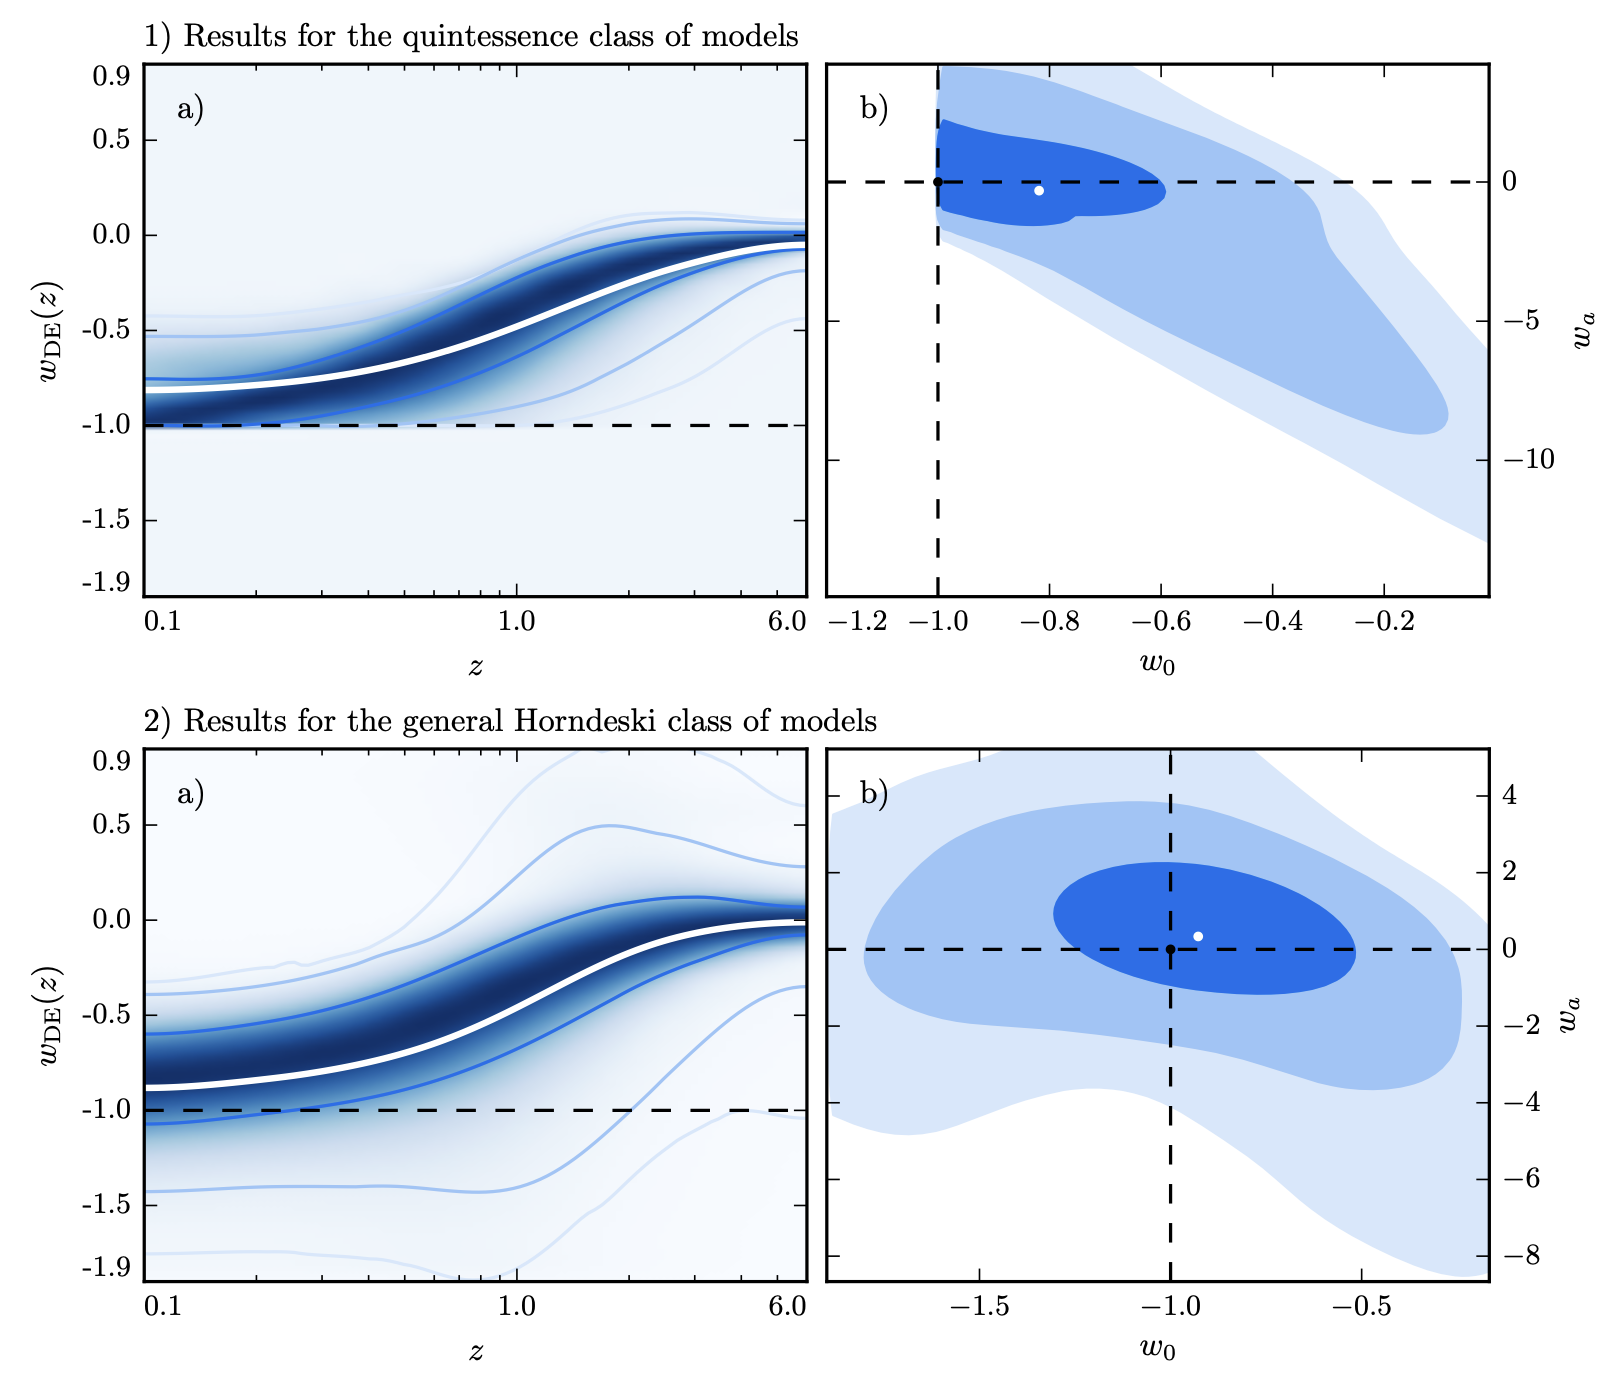 1) Results for the quintessence class of models
a)
0.9
0.5
0.0
-0.5
-1.0
-1.5
-1.9
w_DE(z)
0.1 1.0 6.0
z
b)
0
−5
−10
w_a
−1.2 −1.0 −0.8 −0.6 −0.4 −0.2
w_0
2) Results for the general Horndeski class of models
a)
0.9
0.5
0.0
-0.5
-1.0
-1.5
-1.9
w_DE(z)
0.1 1.0 6.0
z
b)
4
2
0
−2
−4
−6
−8
w_a
−1.5 −1.0 −0.5
w_0